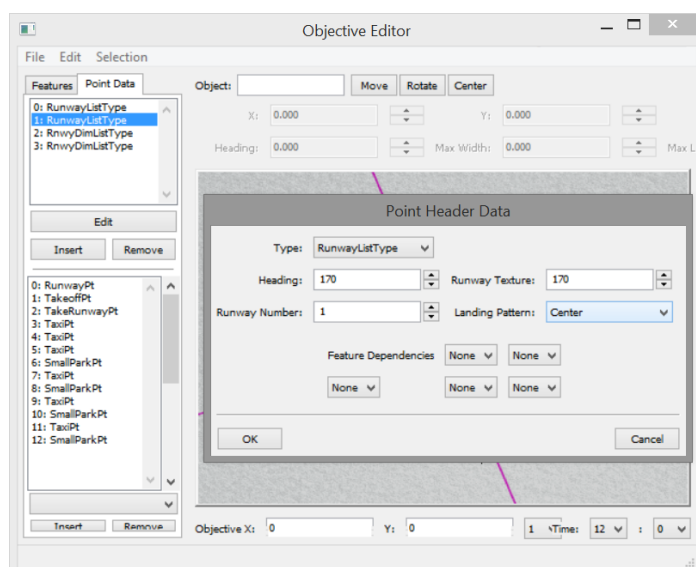 Objective Editor
File Edit Selection
Features Point Data
Object: Move Rotate Center
0: RunwayListType
1: RunwayListType
2: RnwyDimListType
3: RnwyDimListType
X: 0.000 Y: 0.000
Heading: 0.000 Max Width: 0.000 Max L
Edit
Insert Remove
Point Header Data
Type: RunwayListType
Heading: 170 Runway Texture: 170
Runway Number: 1 Landing Pattern: Center
Feature Dependencies None None
None None None
OK Cancel
0: RunwayPt
1: TakeoffPt
2: TakeRunwayPt
3: TaxiPt
4: TaxiPt
5: TaxiPt
6: SmallParkPt
7: TaxiPt
8: SmallParkPt
9: TaxiPt
10: SmallParkPt
11: TaxiPt
12: SmallParkPt
Insert Remove
Objective X: 0 Y: 0 1 Time: 12 : 0